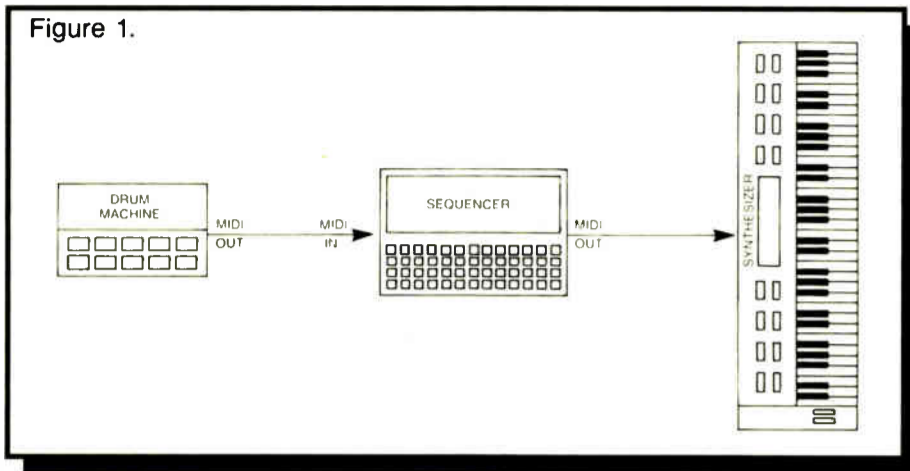 Figure 1.
DRUM
MACHINE
MIDI
OUT
MIDI
IN
SEQUENCER
MIDI
OUT
SYNTHESIZER